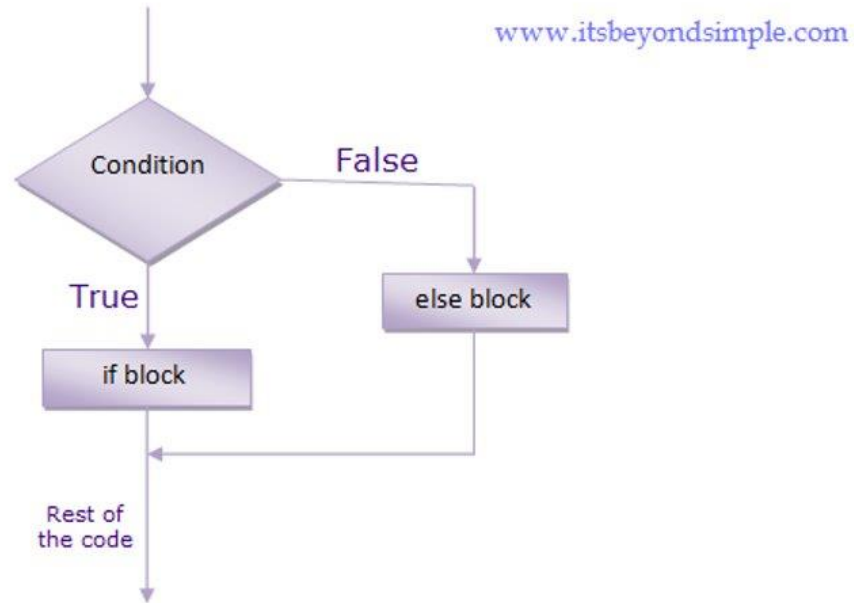 www.itsbeyondsimple.com
Condition
False
True
else block
if block
Rest of
the code